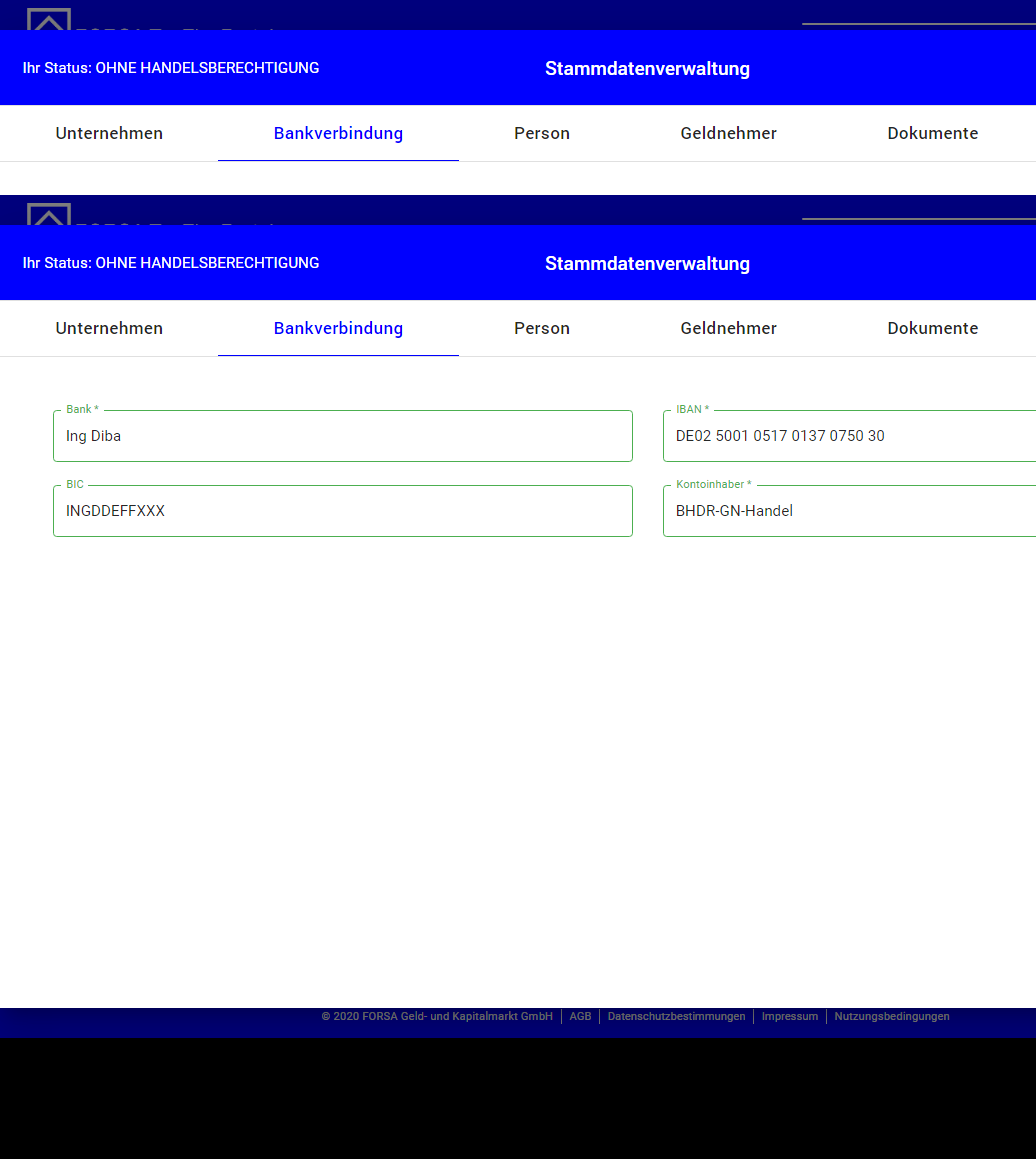 Ihr Status: OHNE HANDELSBERECHTIGUNG
Stammdatenverwaltung
Unternehmen Bankverbindung Person Geldnehmer Dokumente
Ihr Status: OHNE HANDELSBERECHTIGUNG
Stammdatenverwaltung
Unternehmen Bankverbindung Person Geldnehmer Dokumente
Bank *
Ing Diba
IBAN *
DE02 5001 0517 0137 0750 30
BIC
INGDDEFFXXX
Kontoinhaber *
BHDR-GN-Handel
© 2020 FORSA Geld- und Kapitalmarkt GmbH | AGB | Datenschutzbestimmungen | Impressum | Nutzungsbedingungen